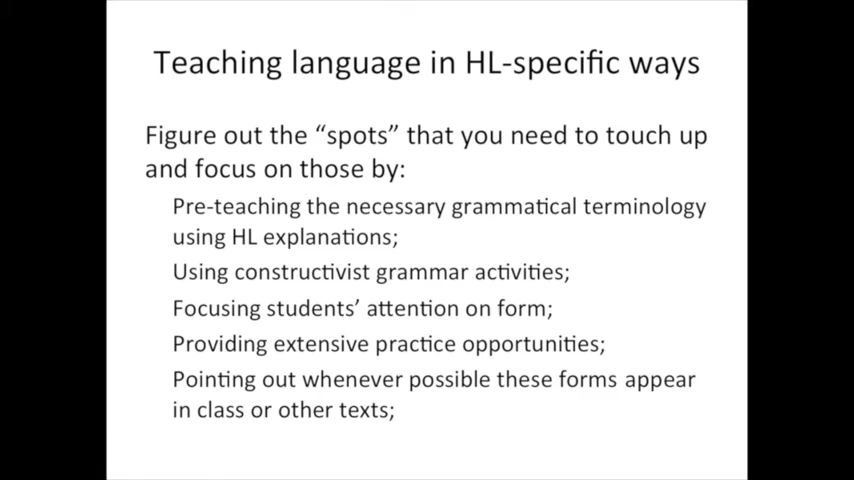 Teaching language in HL-specific ways
Figure out the “spots” that you need to touch up
and focus on those by:
Pre-teaching the necessary grammatical terminology
using HL explanations;
Using constructivist grammar activities;
Focusing students’ attention on form;
Providing extensive practice opportunities;
Pointing out whenever possible these forms appear
in class or other texts;